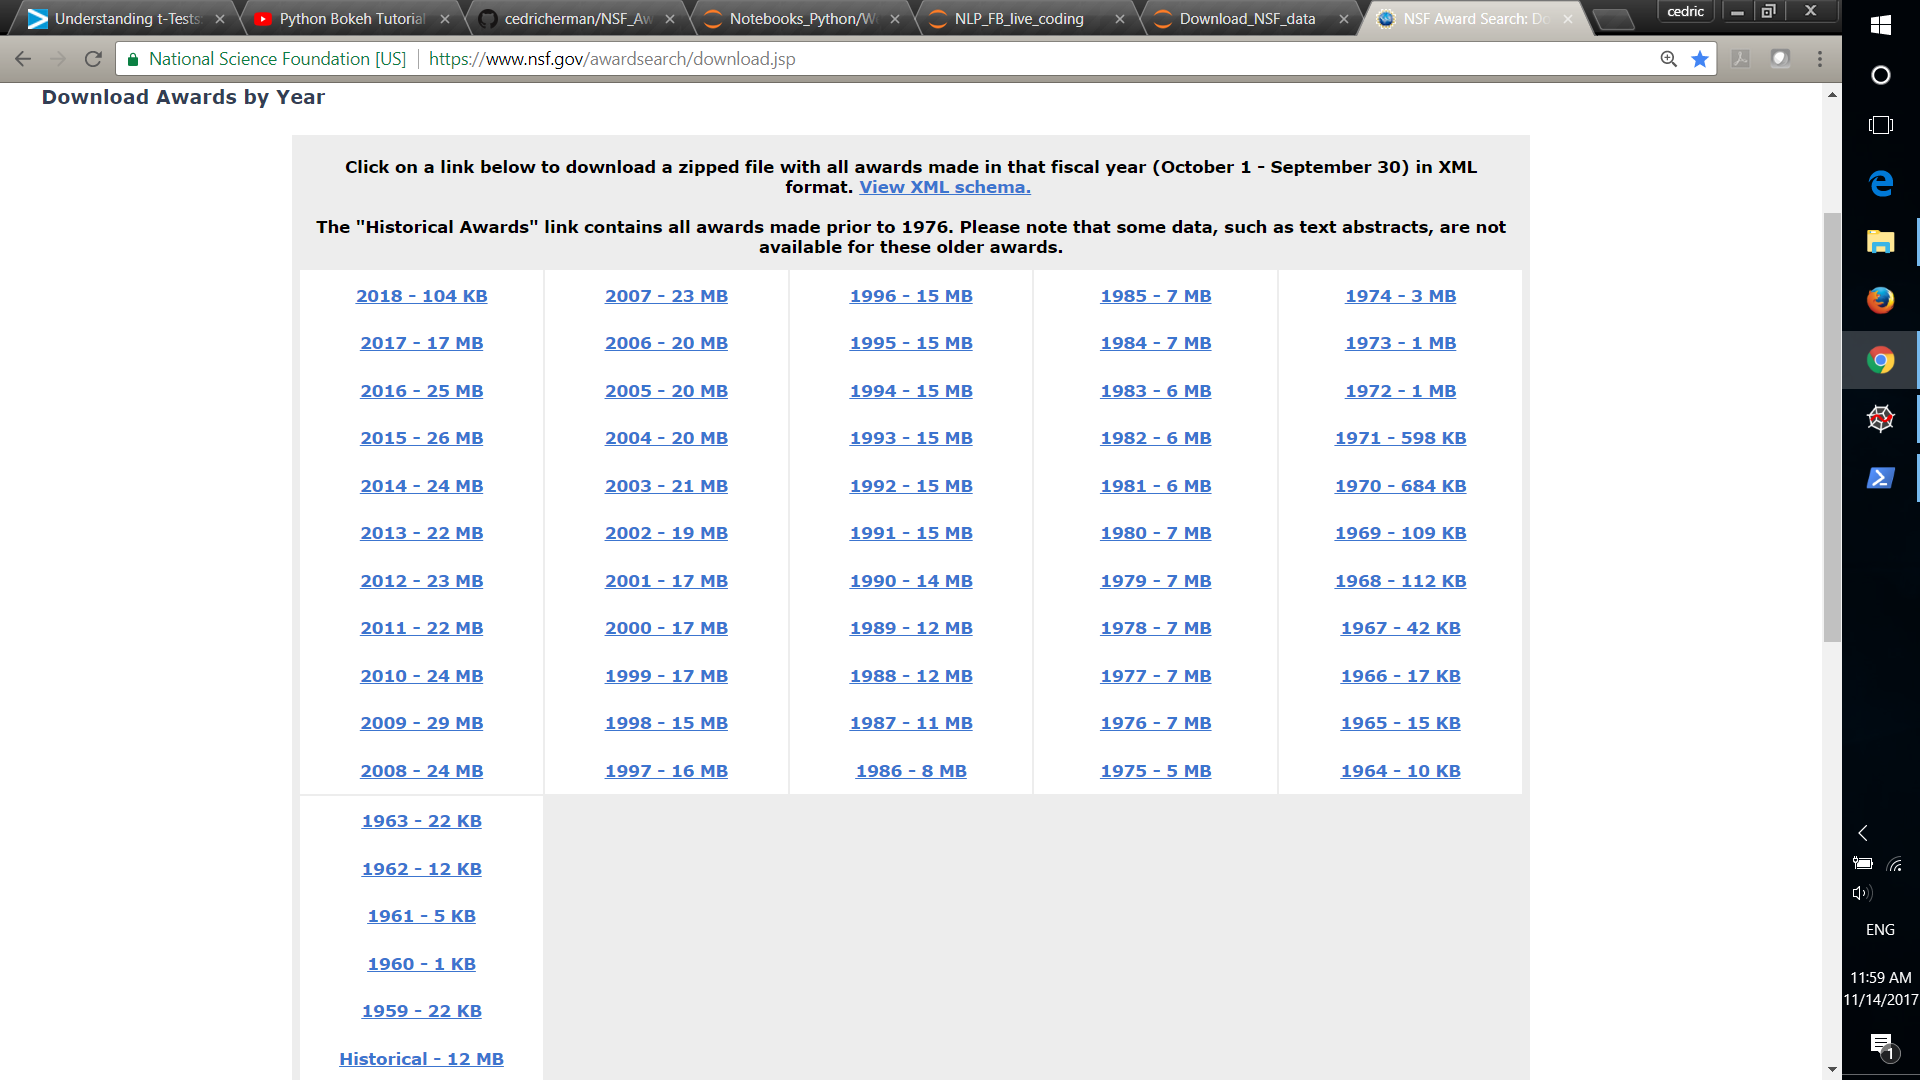 Understanding t-Tests:
Python Bokeh Tutorial
cedricherman/NSF_Aw
Notebooks_Python/W
NLP_FB_live_coding
Download_NSF_data
NSF Award Search: Do
cedric
National Science Foundation [US]
https://www.nsf.gov/awardsearch/download.jsp
Download Awards by Year
Click on a link below to download a zipped file with all awards made in that fiscal year (October 1 - September 30) in XML
format. View XML schema.
The "Historical Awards" link contains all awards made prior to 1976. Please note that some data, such as text abstracts, are not
available for these older awards.
2018 - 104 KB
2017 - 17 MB
2016 - 25 MB
2015 - 26 MB
2014 - 24 MB
2013 - 22 MB
2012 - 23 MB
2011 - 22 MB
2010 - 24 MB
2009 - 29 MB
2008 - 24 MB
2007 - 23 MB
2006 - 20 MB
2005 - 20 MB
2004 - 20 MB
2003 - 21 MB
2002 - 19 MB
2001 - 17 MB
2000 - 17 MB
1999 - 17 MB
1998 - 15 MB
1997 - 16 MB
1996 - 15 MB
1995 - 15 MB
1994 - 15 MB
1993 - 15 MB
1992 - 15 MB
1991 - 15 MB
1990 - 14 MB
1989 - 12 MB
1988 - 12 MB
1987 - 11 MB
1986 - 8 MB
1985 - 7 MB
1984 - 7 MB
1983 - 6 MB
1982 - 6 MB
1981 - 6 MB
1980 - 7 MB
1979 - 7 MB
1978 - 7 MB
1977 - 7 MB
1976 - 7 MB
1975 - 5 MB
1974 - 3 MB
1973 - 1 MB
1972 - 1 MB
1971 - 598 KB
1970 - 684 KB
1969 - 109 KB
1968 - 112 KB
1967 - 42 KB
1966 - 17 KB
1965 - 15 KB
1964 - 10 KB
1963 - 22 KB
1962 - 12 KB
1961 - 5 KB
1960 - 1 KB
1959 - 22 KB
Historical - 12 MB
ENG
11:59 AM
11/14/2017
1